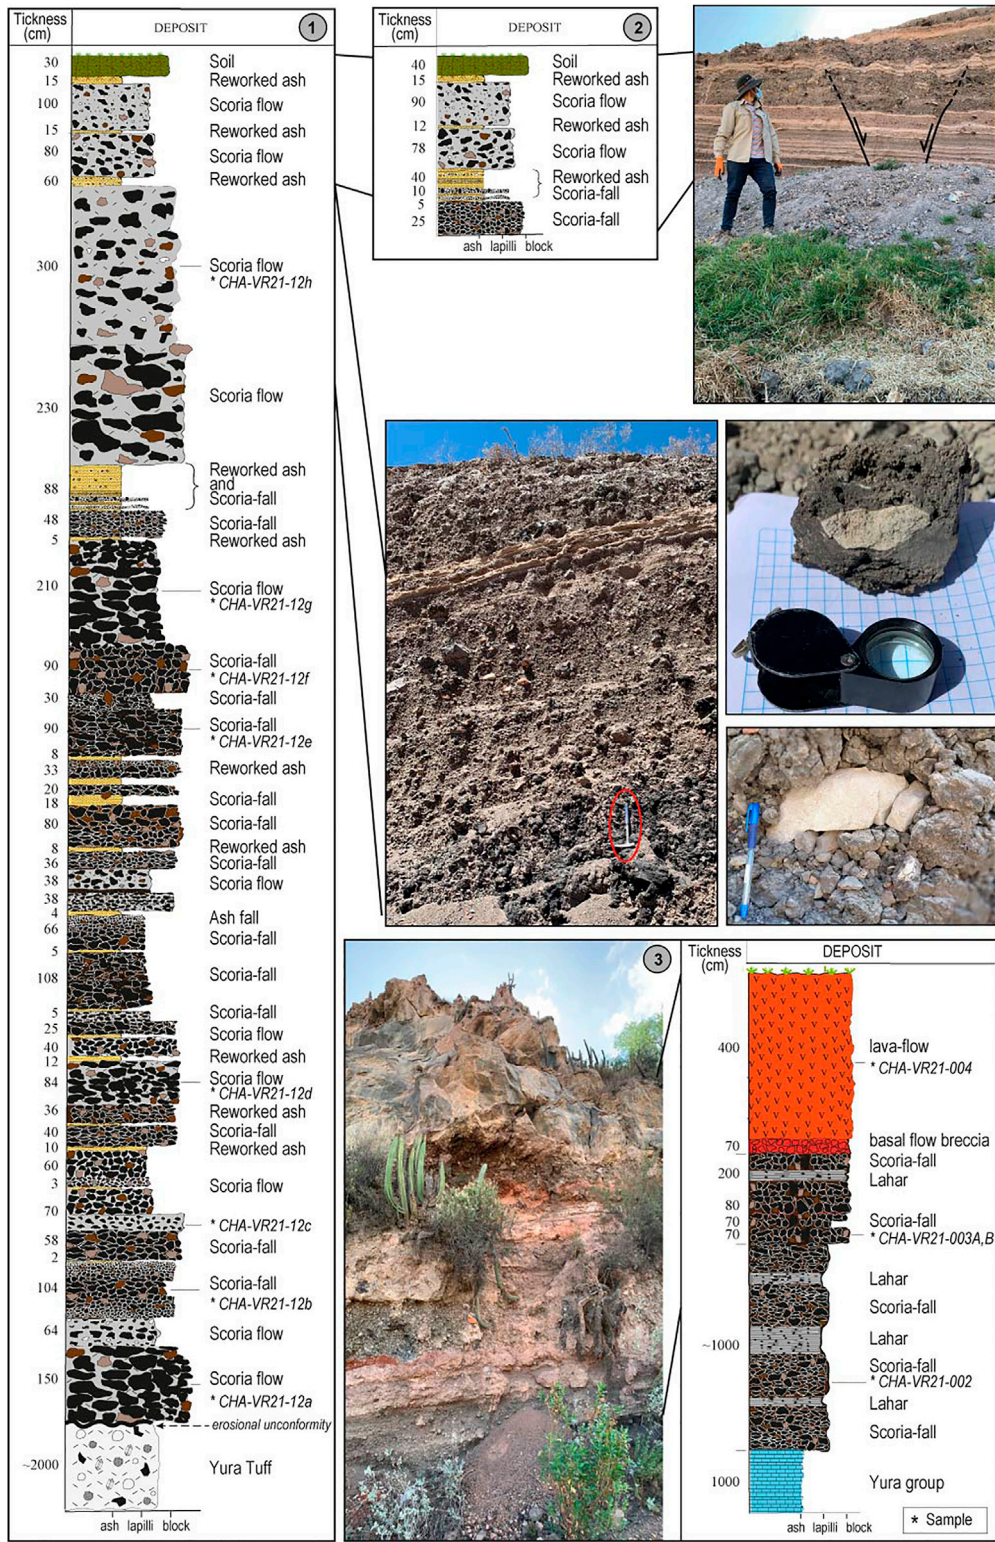 Tickness
(cm)
DEPOSIT
1
30 Soil
15 Reworked ash
100 Scoria flow
15 Reworked ash
80 Scoria flow
60 Reworked ash
300 Scoria flow
* CHA-VR21-12h
230 Scoria flow
88 Reworked ash
and
Scoria-fall
48 Scoria-fall
5 Reworked ash
210 Scoria flow
* CHA-VR21-12g
90 Scoria-fall
* CHA-VR21-12f
30 Scoria-fall
90 Scoria-fall
* CHA-VR21-12e
8
33 Reworked ash
20 Scoria-fall
18
80 Scoria-fall
8 Reworked ash
36 Scoria-fall
38 Scoria flow
38
4 Ash fall
66 Scoria-fall
5
108 Scoria-fall
5 Scoria-fall
25 Scoria flow
40 Reworked ash
12
84 Scoria flow
* CHA-VR21-12d
36 Reworked ash
40 Scoria-fall
10 Reworked ash
60
3 Scoria flow
70
* CHA-VR21-12c
58 Scoria-fall
2
104 Scoria-fall
* CHA-VR21-12b
64 Scoria flow
150 Scoria flow
* CHA-VR21-12a
erosional unconformity
~2000 Yura Tuff
ash lapilli block
Tickness
(cm)
DEPOSIT
2
40 Soil
15 Reworked ash
90 Scoria flow
12 Reworked ash
78 Scoria flow
40 Reworked ash
10 Scoria-fall
5
25 Scoria-fall
ash lapilli block
3
Tickness
(cm)
DEPOSIT
400 lava-flow
* CHA-VR21-004
70 basal flow breccia
Scoria-fall
200 Lahar
80
70 Scoria-fall
70 * CHA-VR21-003A,B
Lahar
Scoria-fall
~1000 Lahar
Scoria-fall
* CHA-VR21-002
Lahar
Scoria-fall
1000 Yura group
ash lapilli block
* Sample